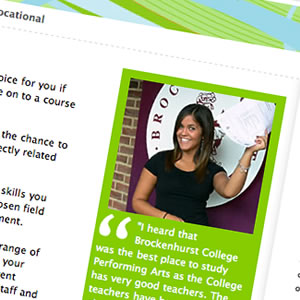 ocational
oice for you if
e on to a course
the chance to
ectly related
skills you
osen field
ment.
range of
your
ent
taff and
BROC
“I heard that
Brockenhurst College
was the best place to study
Performing Arts as the College
has very good teachers. The
teachers have b